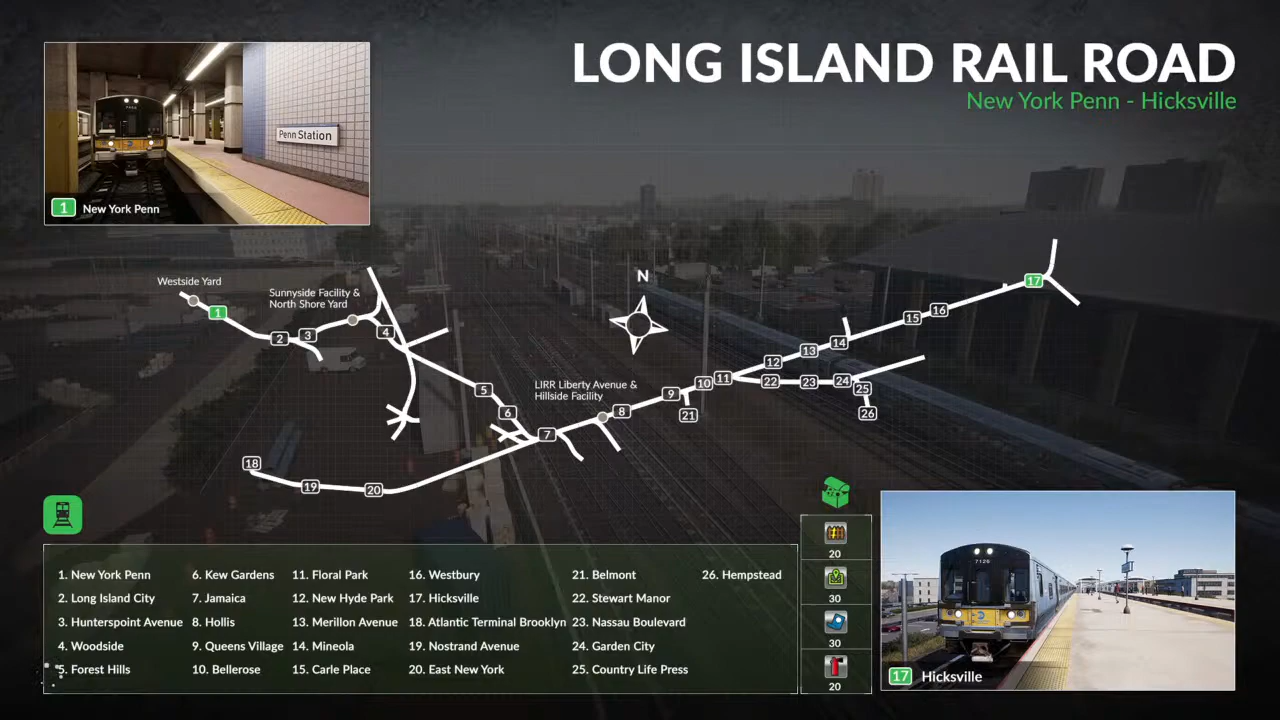 LONG ISLAND RAIL ROAD
New York Penn - Hicksville
Penn Station
1 New York Penn
Westside Yard
1
Sunnyside Facility &
North Shore Yard
2
3
4
N
5
6
LIRR Liberty Avenue &
Hillside Facility
7
8
9
10
11
12
13
14
15
16
17
18
19
20
21
22
23
24
25
26
1. New York Penn
2. Long Island City
3. Hunterspoint Avenue
4. Woodside
5. Forest Hills
6. Kew Gardens
7. Jamaica
8. Hollis
9. Queens Village
10. Bellerose
11. Floral Park
12. New Hyde Park
13. Merillon Avenue
14. Mineola
15. Carle Place
16. Westbury
17. Hicksville
18. Atlantic Terminal Brooklyn
19. Nostrand Avenue
20. East New York
21. Belmont
22. Stewart Manor
23. Nassau Boulevard
24. Garden City
25. Country Life Press
26. Hempstead
20
30
30
20
7126
17 Hicksville